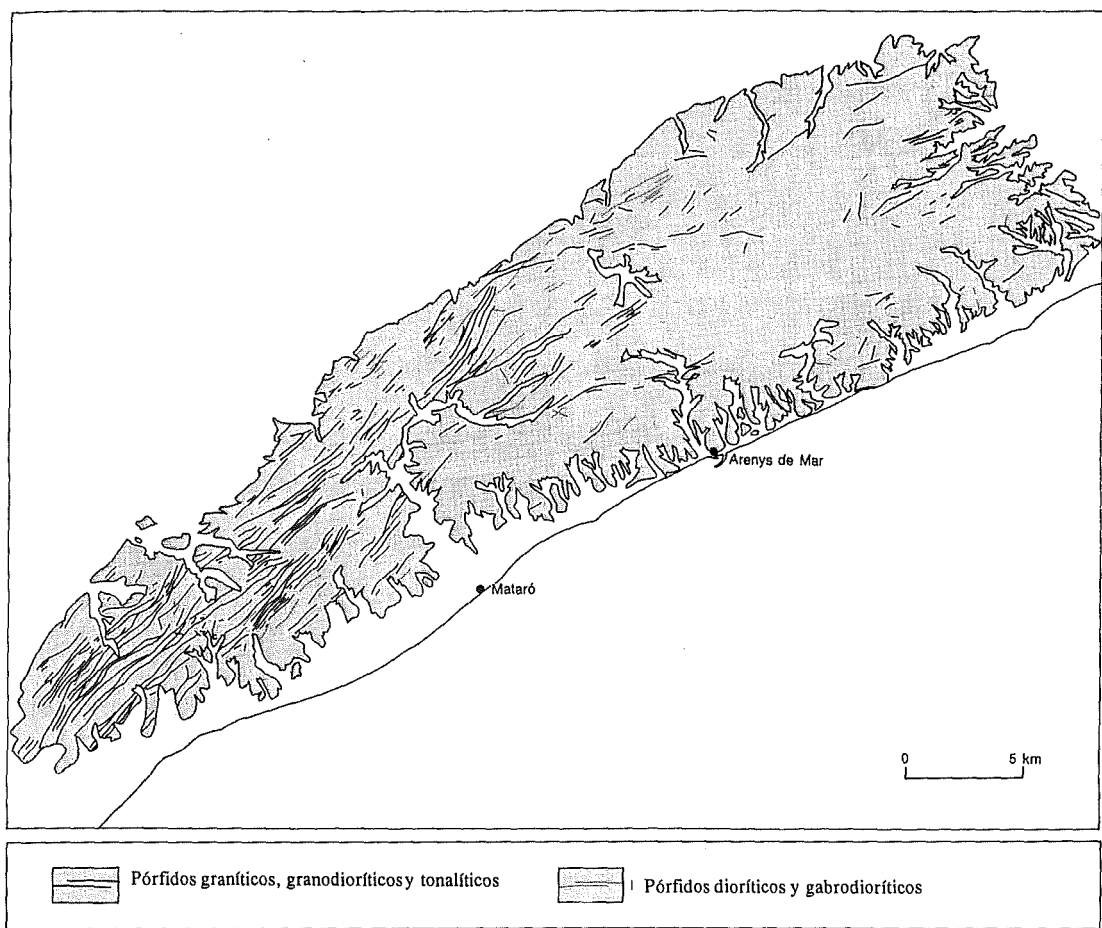 Arenys de Mar
Mataró
0 5 km
Pórfidos graníticos, granodioríticos y tonalíticos
Pórfidos dioríticos y gabrodioríticos